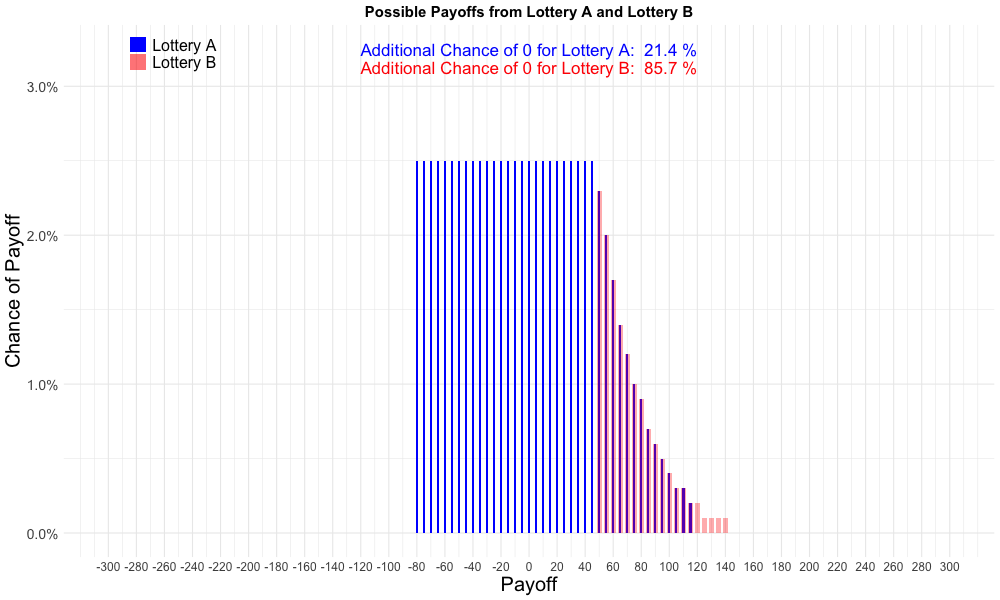 Possible Payoffs from Lottery A and Lottery B
Lottery A
Lottery B
Additional Chance of 0 for Lottery A: 21.4 %
Additional Chance of 0 for Lottery B: 85.7 %
3.0%
2.0%
1.0%
0.0%
Chance of Payoff
-300 -280 -260 -240 -220 -200 -180 -160 -140 -120 -100 -80 -60 -40 -20 0 20 40 60 80 100 120 140 160 180 200 220 240 260 280 300
Payoff